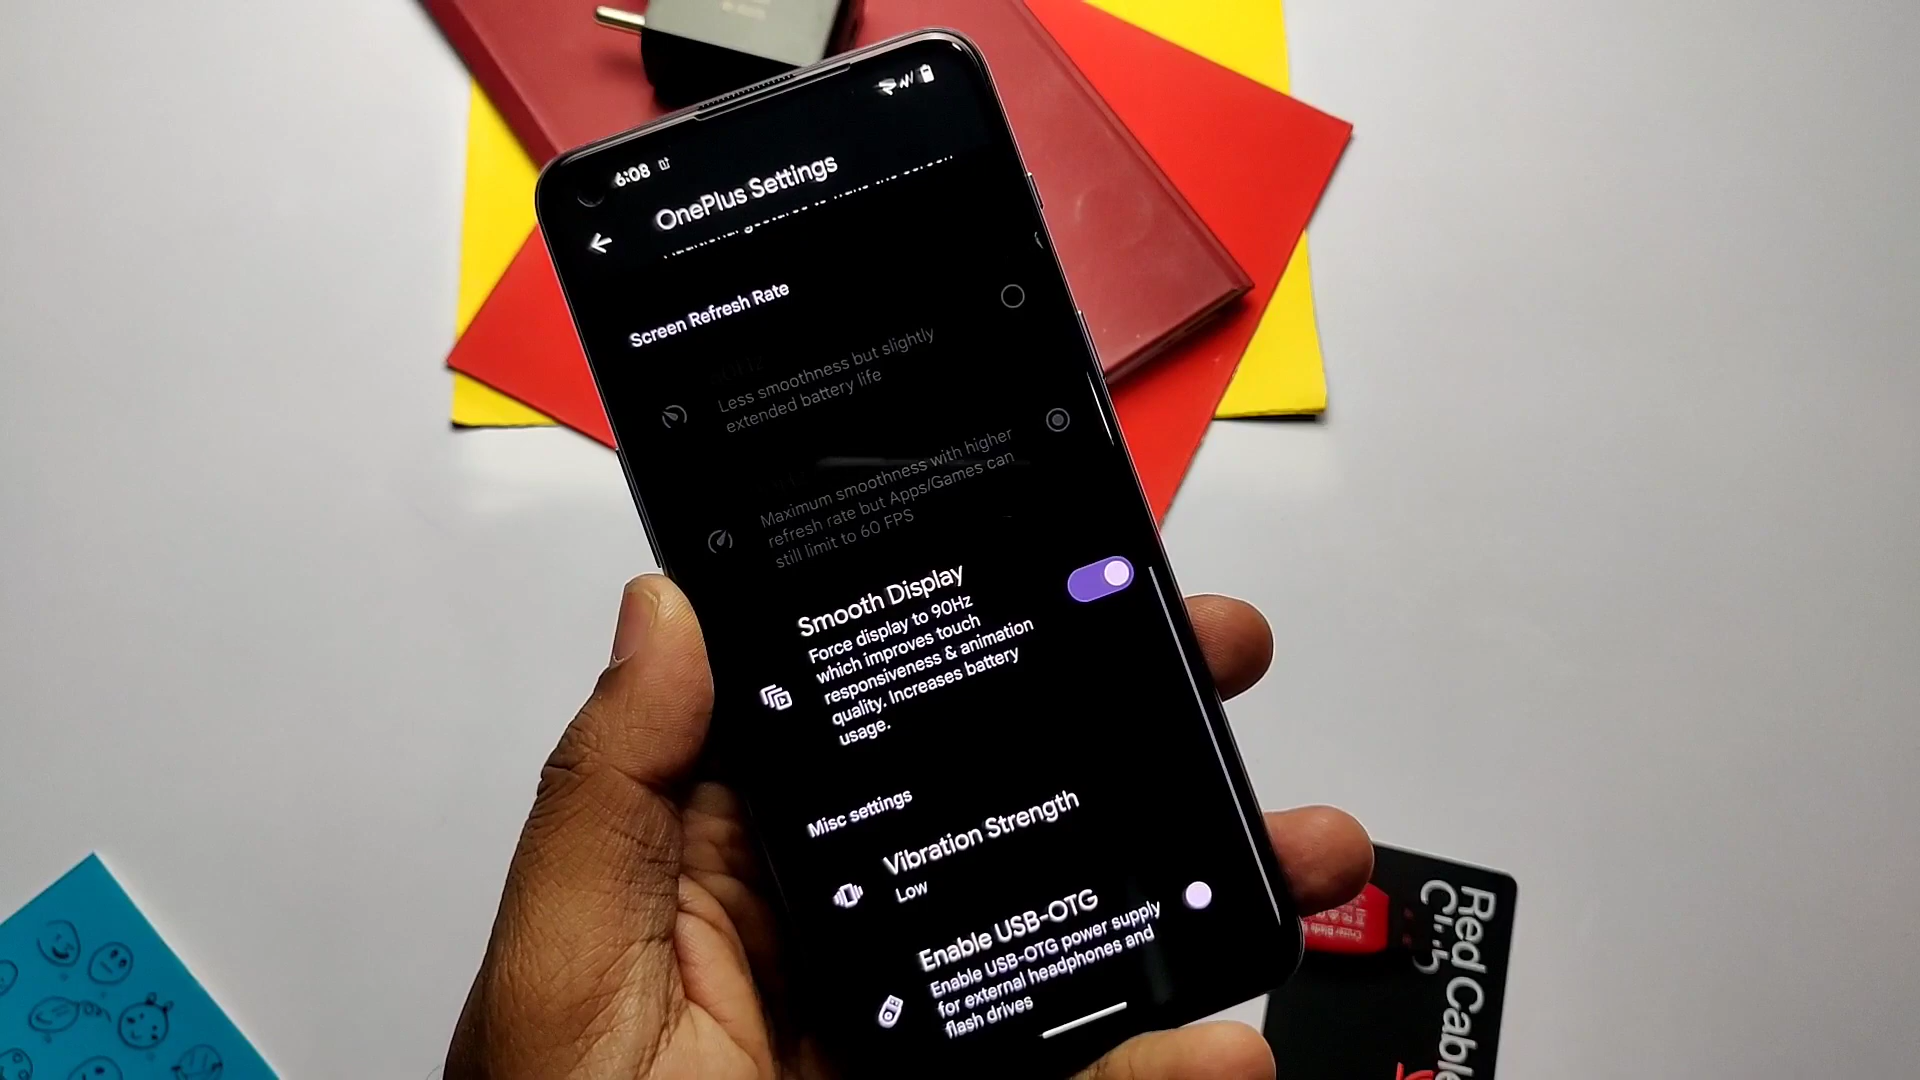 6:08
OnePlus Settings
Screen Refresh Rate
Less smoothness but slightly
extended battery life
Maximum smoothness with higher
refresh rate but Apps/Games can
still limit to 60 FPS
Smooth Display
Force display to 90Hz
which improves touch
responsiveness & animation
quality. Increases battery
usage.
Misc settings
Vibration Strength
Low
Enable USB-OTG
Enable USB-OTG power supply
for external headphones and
flash drives
Red Cable
Club